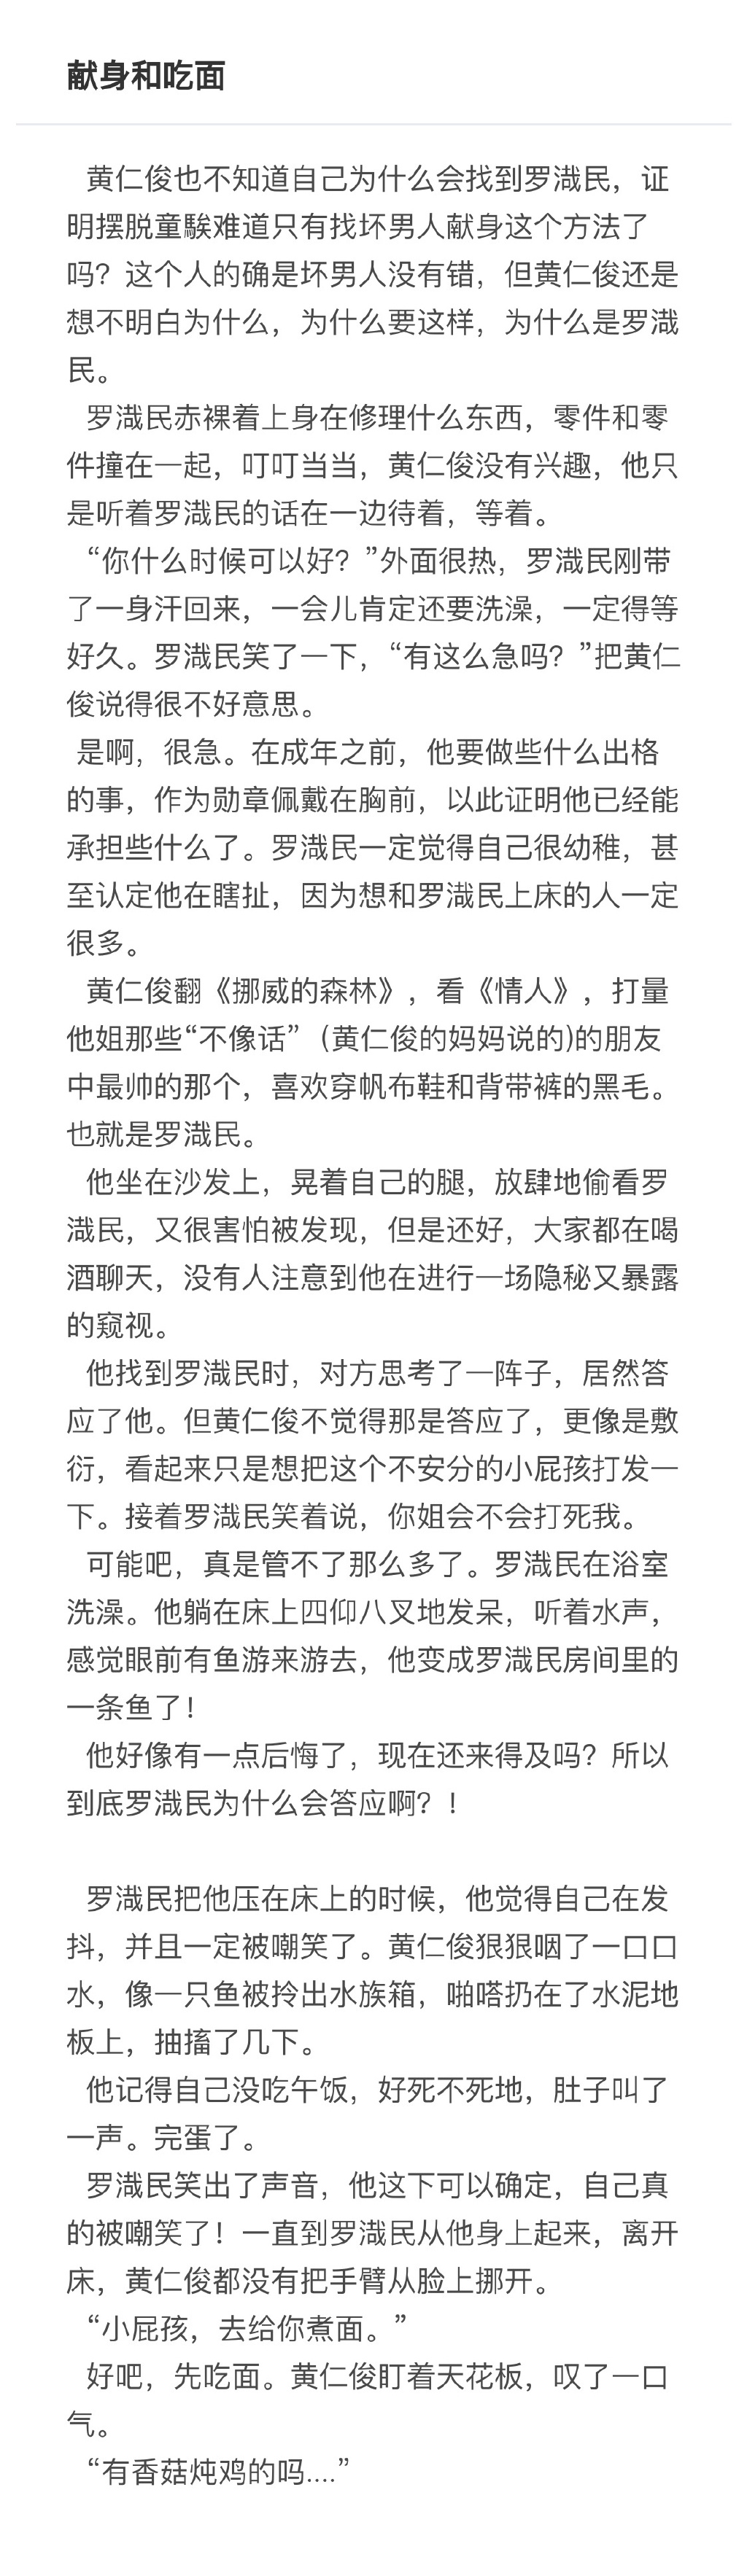 献身和吃面
黄仁俊也不知道自己为什么会找到罗渽民，证
明摆脱童騃难道只有找坏男人献身这个方法了
吗？这个人的确是坏男人没有错，但黄仁俊还是
想不明白为什么，为什么要这样，为什么是罗渽
民。
罗渽民赤裸着上身在修理什么东西，零件和零
件撞在一起，叮叮当当，黄仁俊没有兴趣，他只
是听着罗渽民的话在一边待着，等着。
“你什么时候可以好？”外面很热，罗渽民刚带
了一身汗回来，一会儿肯定还要洗澡，一定得等
好久。罗渽民笑了一下，“有这么急吗？”把黄仁
俊说得很不好意思。
是啊，很急。在成年之前，他要做些什么出格
的事，作为勋章佩戴在胸前，以此证明他已经能
承担些什么了。罗渽民一定觉得自己很幼稚，甚
至认定他在瞎扯，因为想和罗渽民上床的人一定
很多。
黄仁俊翻《挪威的森林》，看《情人》，打量
他姐那些“不像话”（黄仁俊的妈妈说的)的朋友
中最帅的那个，喜欢穿帆布鞋和背带裤的黑毛。
也就是罗渽民。
他坐在沙发上，晃着自己的腿，放肆地偷看罗
渽民，又很害怕被发现，但是还好，大家都在喝
酒聊天，没有人注意到他在进行一场隐秘又暴露
的窥视。
他找到罗渽民时，对方思考了一阵子，居然答
应了他。但黄仁俊不觉得那是答应了，更像是敷
衍，看起来只是想把这个不安分的小屁孩打发一
下。接着罗渽民笑着说，你姐会不会打死我。
可能吧，真是管不了那么多了。罗渽民在浴室
洗澡。他躺在床上四仰八叉地发呆，听着水声，
感觉眼前有鱼游来游去，他变成罗渽民房间里的
一条鱼了！
他好像有一点后悔了，现在还来得及吗？所以
到底罗渽民为什么会答应啊？！
罗渽民把他压在床上的时候，他觉得自己在发
抖，并且一定被嘲笑了。黄仁俊狠狠咽了一口口
水，像一只鱼被拎出水族箱，啪嗒扔在了水泥地
板上，抽搐了几下。
他记得自己没吃午饭，好死不死地，肚子叫了
一声。完蛋了。
罗渽民笑出了声音，他这下可以确定，自己真
的被嘲笑了！一直到罗渽民从他身上起来，离开
床，黄仁俊都没有把手臂从脸上挪开。
“小屁孩，去给你煮面。”
好吧，先吃面。黄仁俊盯着天花板，叹了一口
气。
“有香菇炖鸡的吗....”